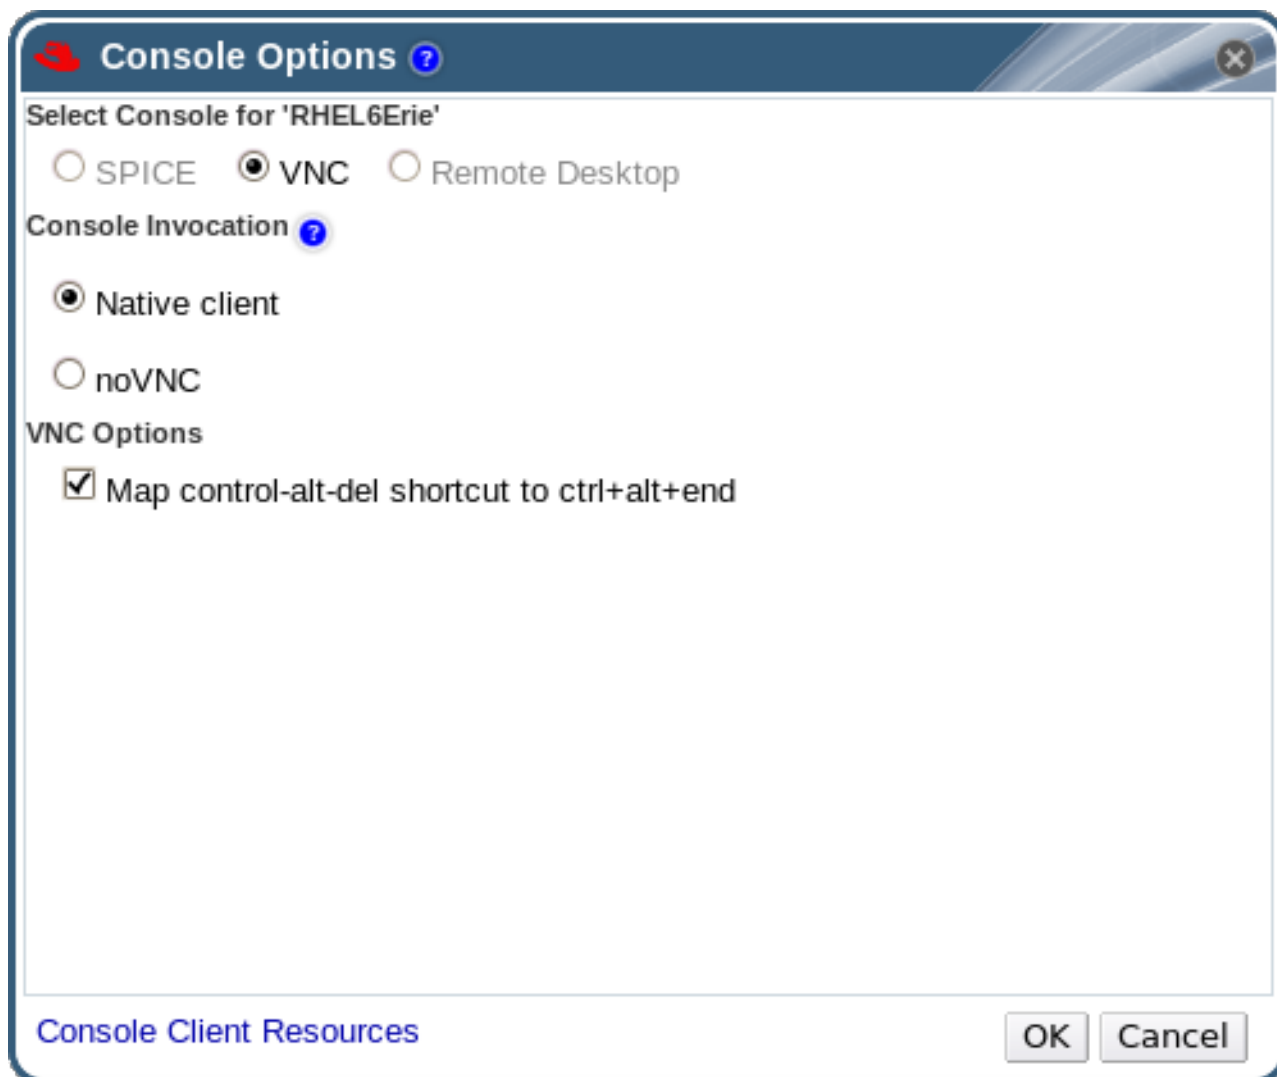 Console Options ?
Select Console for 'RHEL6Erie'
SPICE VNC Remote Desktop
Console Invocation ?
Native client
noVNC
VNC Options
Map control-alt-del shortcut to ctrl+alt+end
Console Client Resources OK Cancel